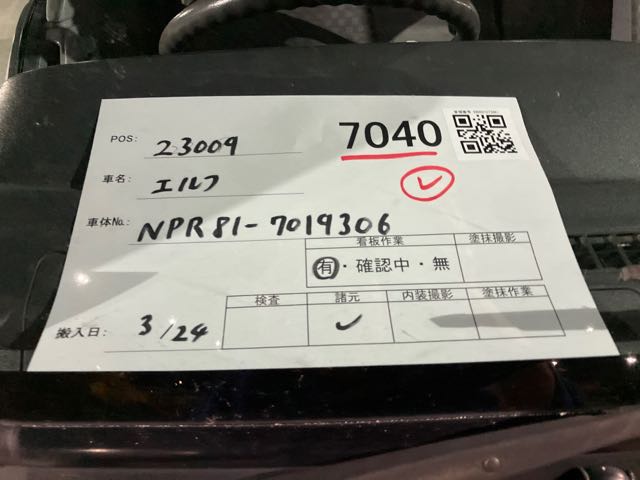 POS: 23009
7040
車名: エルフ
車体No.: NPR81-7019306
看板作業 塗抹撮影
有・確認中・無
検査 諸元 内装撮影 塗抹作業
搬入日: 3/24 ✓